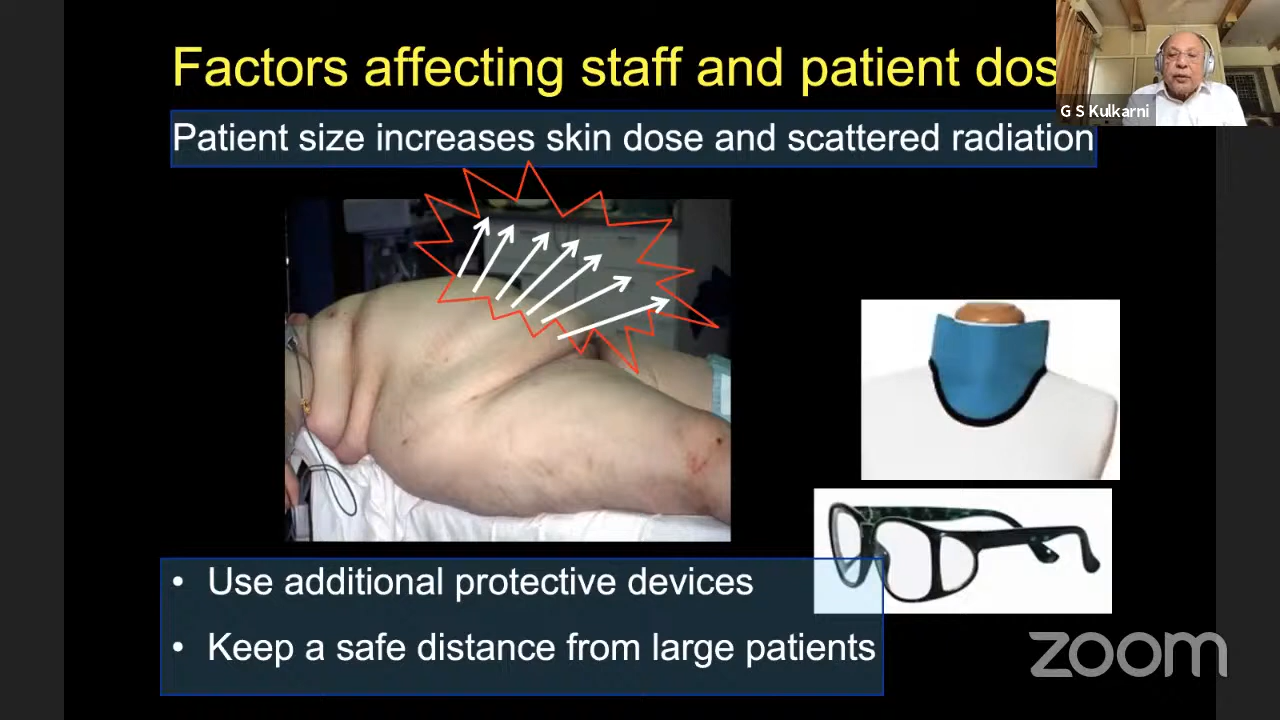 Factors affecting staff and patient dos
G S Kulkarni
Patient size increases skin dose and scattered radiation
• Use additional protective devices
• Keep a safe distance from large patients
zoom